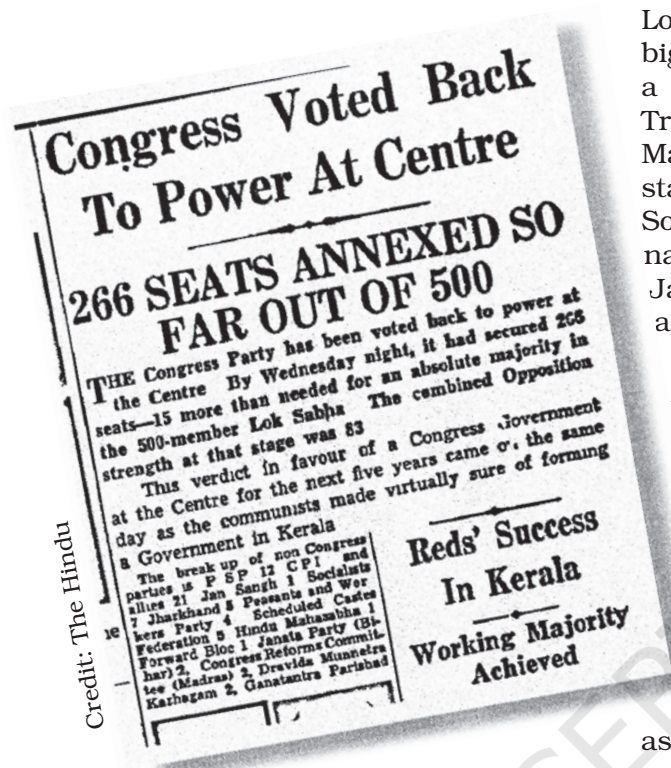 Congress Voted Back
To Power At Centre
266 SEATS ANNEXED SO
FAR OUT OF 500
THE Congress Party has been voted back to power at
the Centre By Wednesday night, it had secured 266
seats—15 more than needed for an absolute majority in
the 500-member Lok Sabha The combined Opposition
strength at that stage was 83
This verdict in favour of a Congress Government
at the Centre for the next five years came on the same
day as the communists made virtually sure of forming
a Government in Kerala
The break up of non Congress
parties is P S P 12 C P I and
allies 21 Jan Sangh 1 Socialists
7 Jharkhand 5 Peasants and Wor
kers Party 4 Scheduled Castes
Federation 5 Hindu Mahasabha 1
Forward Bloc 1 Janata Party (Bi-
har) 2, Congress Reforms Commit-
tee (Madras) 2, Dravida Munnetra
Kazhagam 2, Ganatantra Parishad
Reds' Success
In Kerala
Working Majority
Achieved
Credit: The Hindu
Lo
big
a
Tr
Ma
sta
So
na
Ja
a
as